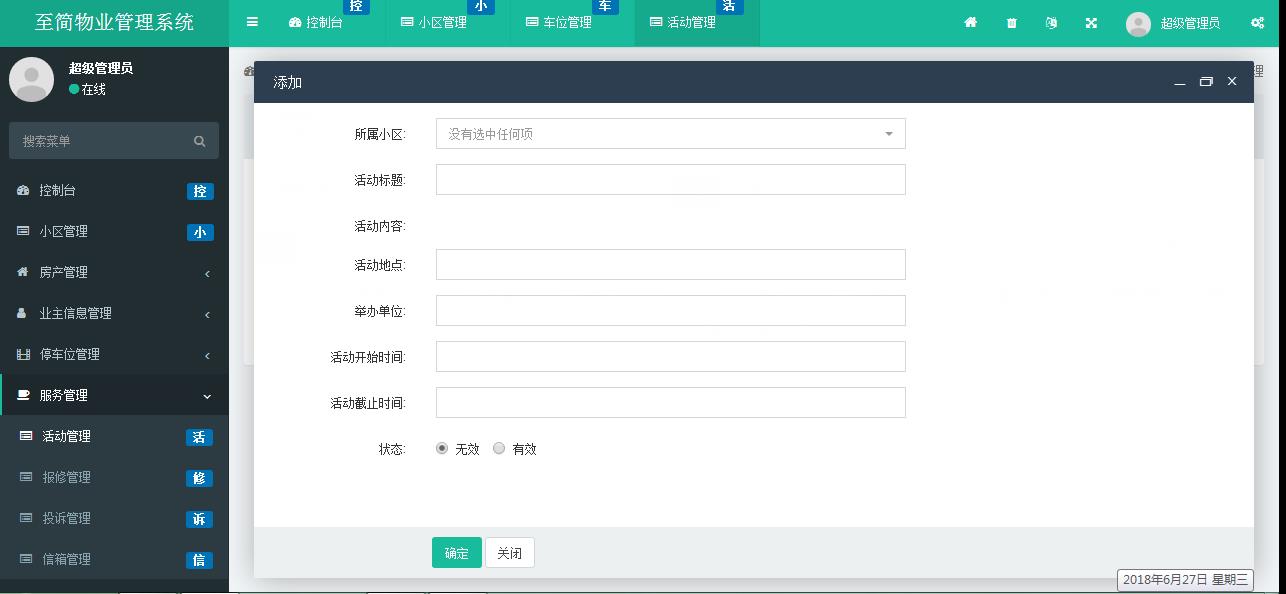 至简物业管理系统
控制台 控
小区管理 小
车位管理 车
活动管理 活
超级管理员
超级管理员
在线
搜索菜单
控制台 控
小区管理 小
房产管理
业主信息管理
停车位管理
服务管理
活动管理 活
报修管理 修
投诉管理 诉
信箱管理 信
理
添加
所属小区: 没有选中任何项
活动标题:
活动内容:
活动地点:
举办单位:
活动开始时间:
活动截止时间:
状态: 无效 有效
确定 关闭
2018年6月27日 星期三